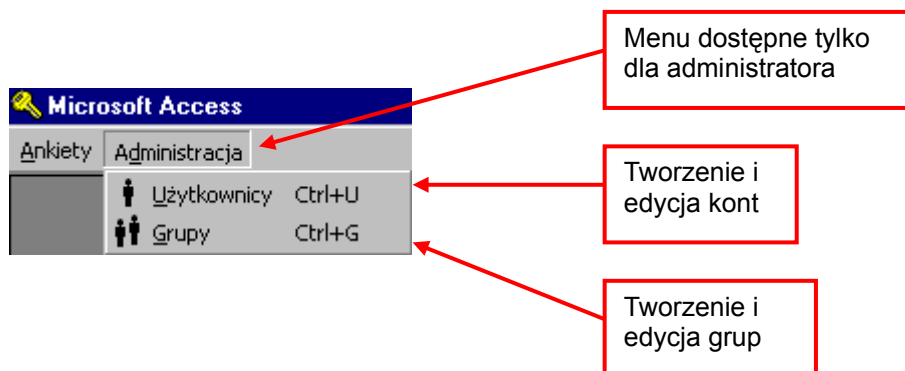 Menu dostępne tylko
dla administratora
Microsoft Access
Ankiety Administracja
Użytkownicy Ctrl+U
Grupy Ctrl+G
Tworzenie i
edycja kont
Tworzenie i
edycja grup